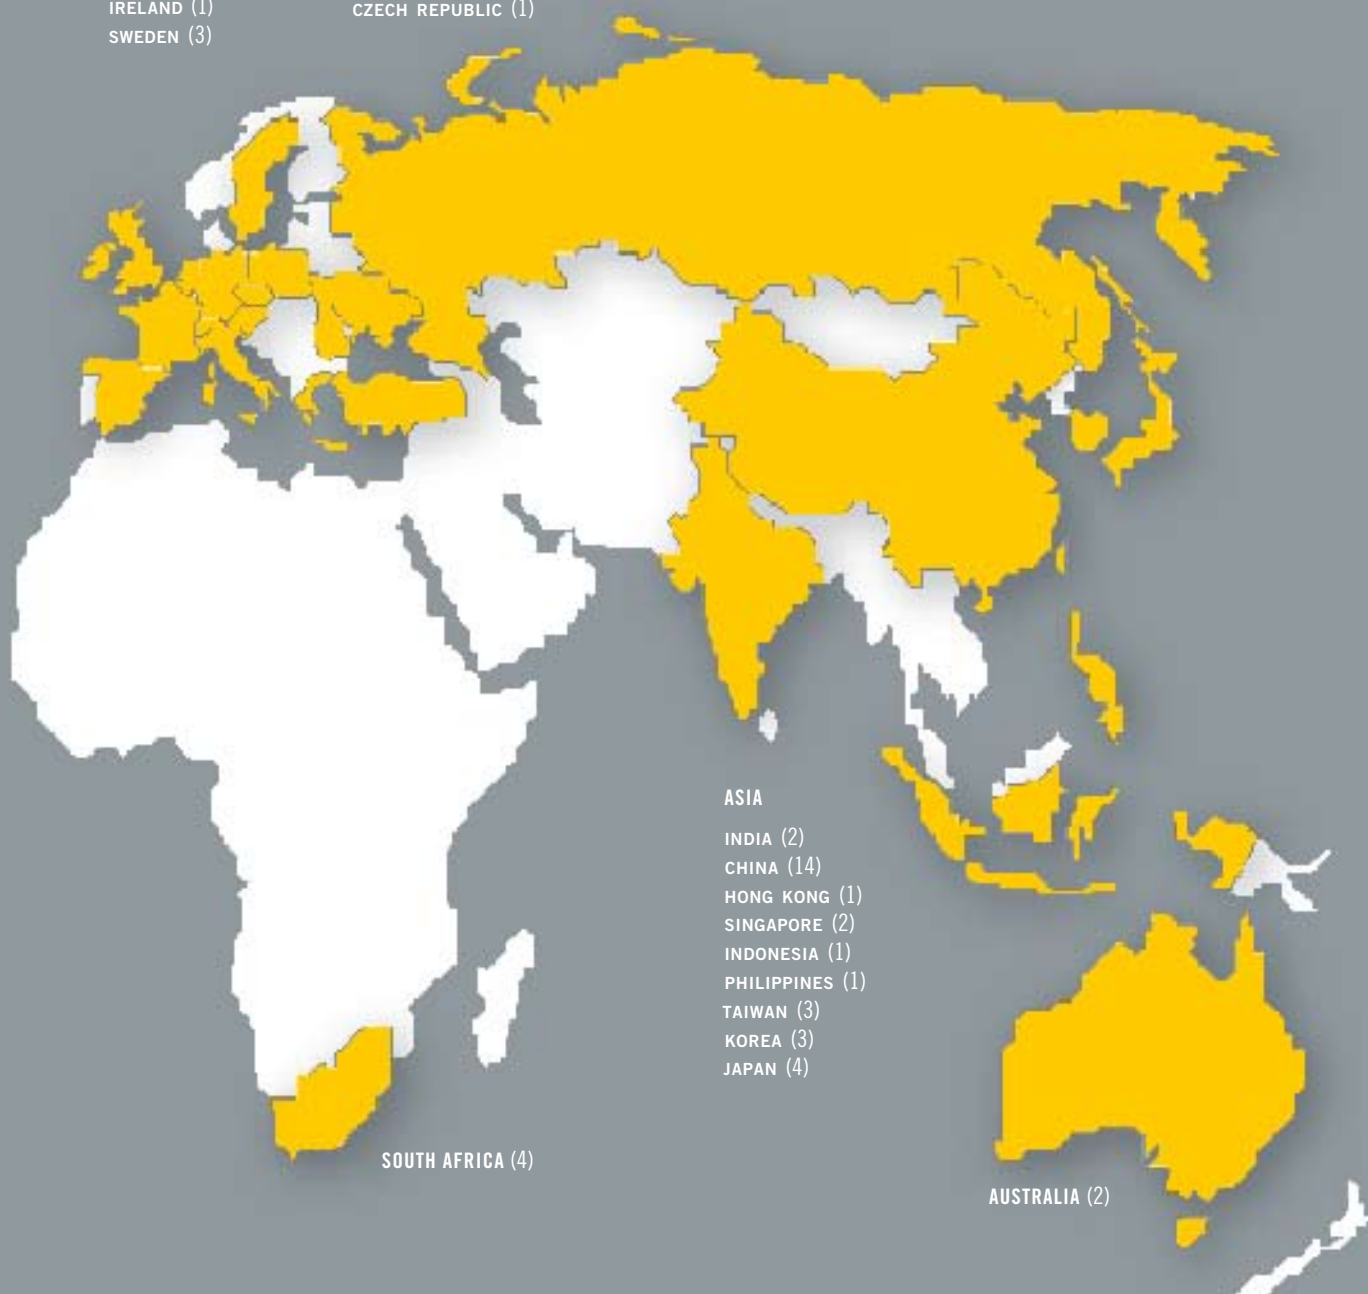 IRELAND (1)
SWEDEN (3)
CZECH REPUBLIC (1)
ASIA
INDIA (2)
CHINA (14)
HONG KONG (1)
SINGAPORE (2)
INDONESIA (1)
PHILIPPINES (1)
TAIWAN (3)
KOREA (3)
JAPAN (4)
SOUTH AFRICA (4)
AUSTRALIA (2)